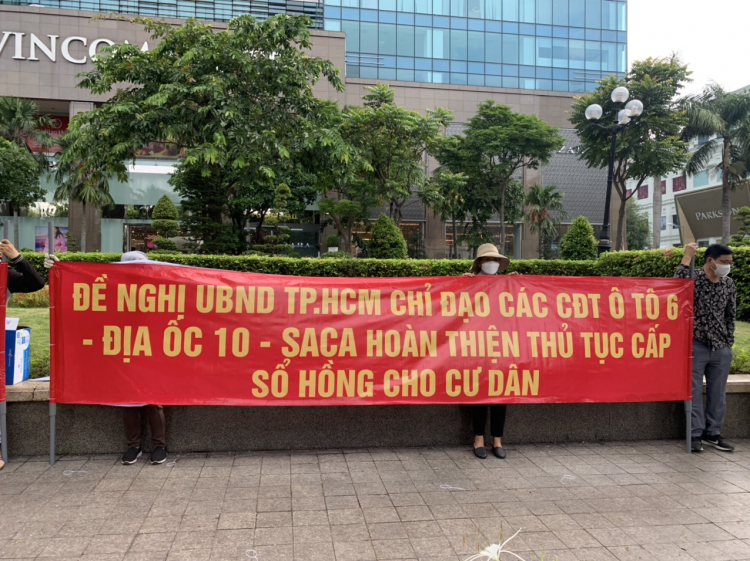 VINCOM
PARKSON
ĐỀ NGHỊ UBND TP.HCM CHỈ ĐẠO CÁC CĐT Ô TÔ 6
- ĐỊA ỐC 10 - SACA HOÀN THIỆN THỦ TỤC CẤP
SỔ HỒNG CHO CƯ DÂN